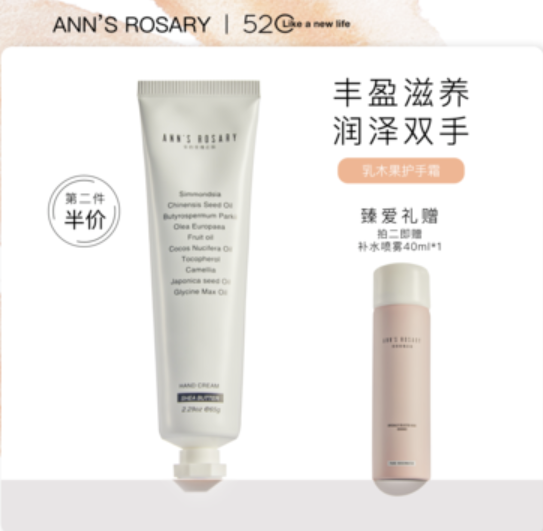 ANN'S ROSARY | 520 Like a new life
丰盈滋养
润泽双手
乳木果护手霜
第二件
半价
臻爱礼赠
拍二即赠
补水喷雾40ml*1
ANN'S ROSARY
Simmondsia
Chinensis Seed Oil
Butyrospermum Parkii
Olea Europaea
Fruit oil
Cocos Nucifera Oil
Tocopherol
Camellia
Japonica seed Oil
Glycine Max Oil
HAND CREAM
SHEA BUTTER
2.29oz ℮65g
ANN'S ROSARY